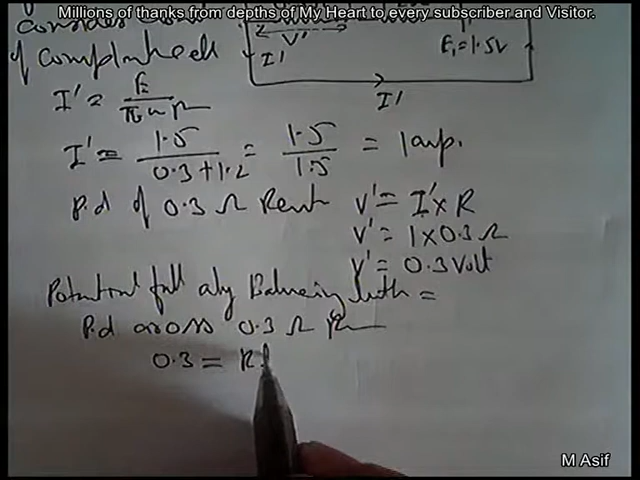 Millions of thanks from depths of My Heart to every subscriber and Visitor.
consider
V'
of
I'
E₁ = 1.5V
I'
I' = E
I' = 1.5 / 0.3+1.2 = 1.5 / 1.5 = 1 amp.
P.d of 0.3 Ω V' = I' x R
V' = 1 x 0.3 Ω
V' = 0.3 Volt
Potential fall along Balancing length =
P.d across 0.3 Ω R
0.3 =
M Asif